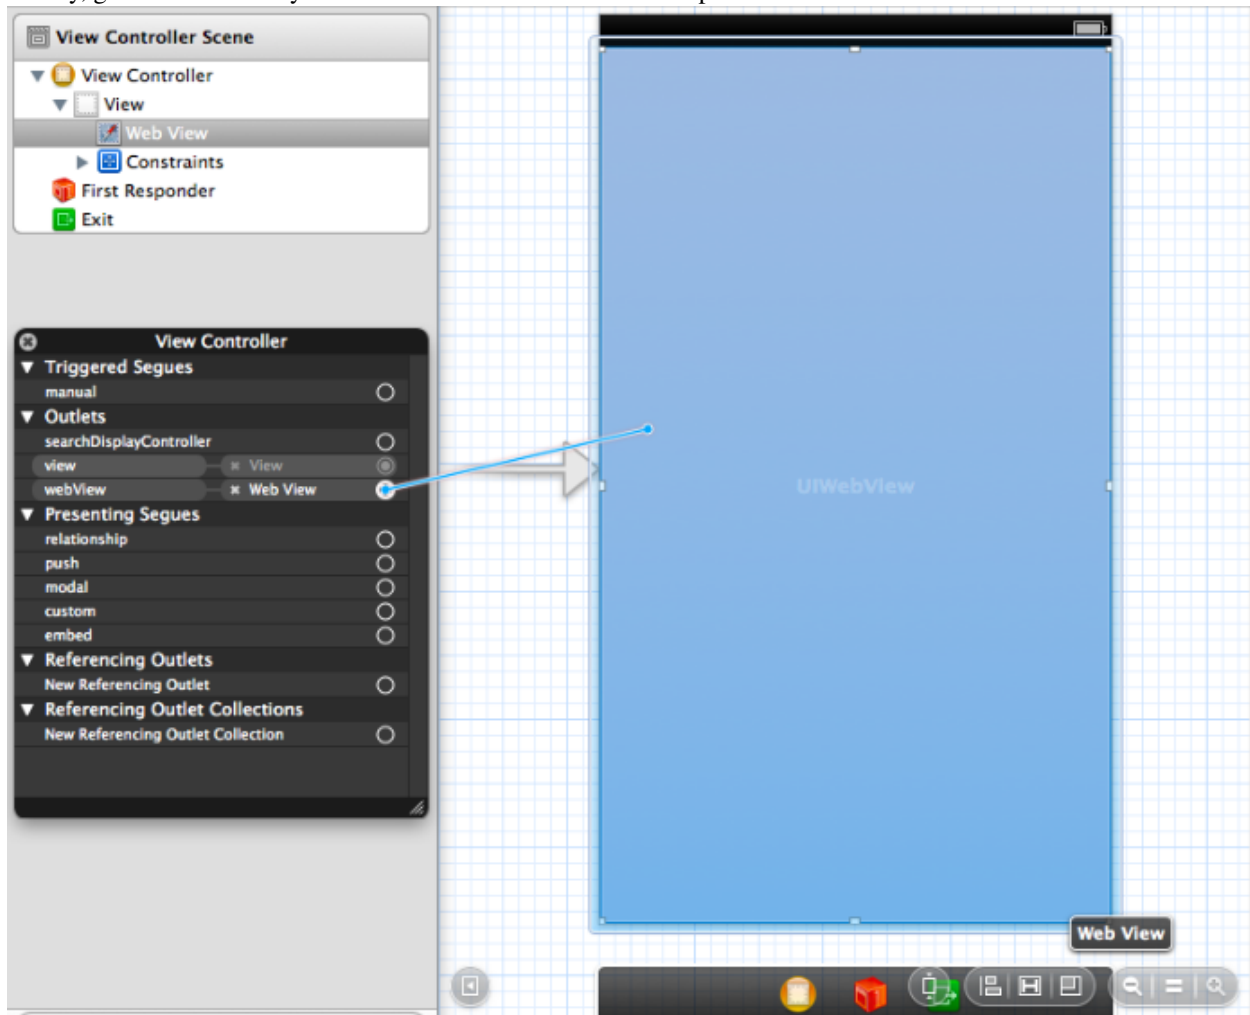 View Controller Scene
View Controller
View
Web View
Constraints
First Responder
Exit
View Controller
Triggered Segues
manual
Outlets
searchDisplayController
view View
webView Web View
Presenting Segues
relationship
push
modal
custom
embed
Referencing Outlets
New Referencing Outlet
Referencing Outlet Collections
New Referencing Outlet Collection
UIWebView
Web View